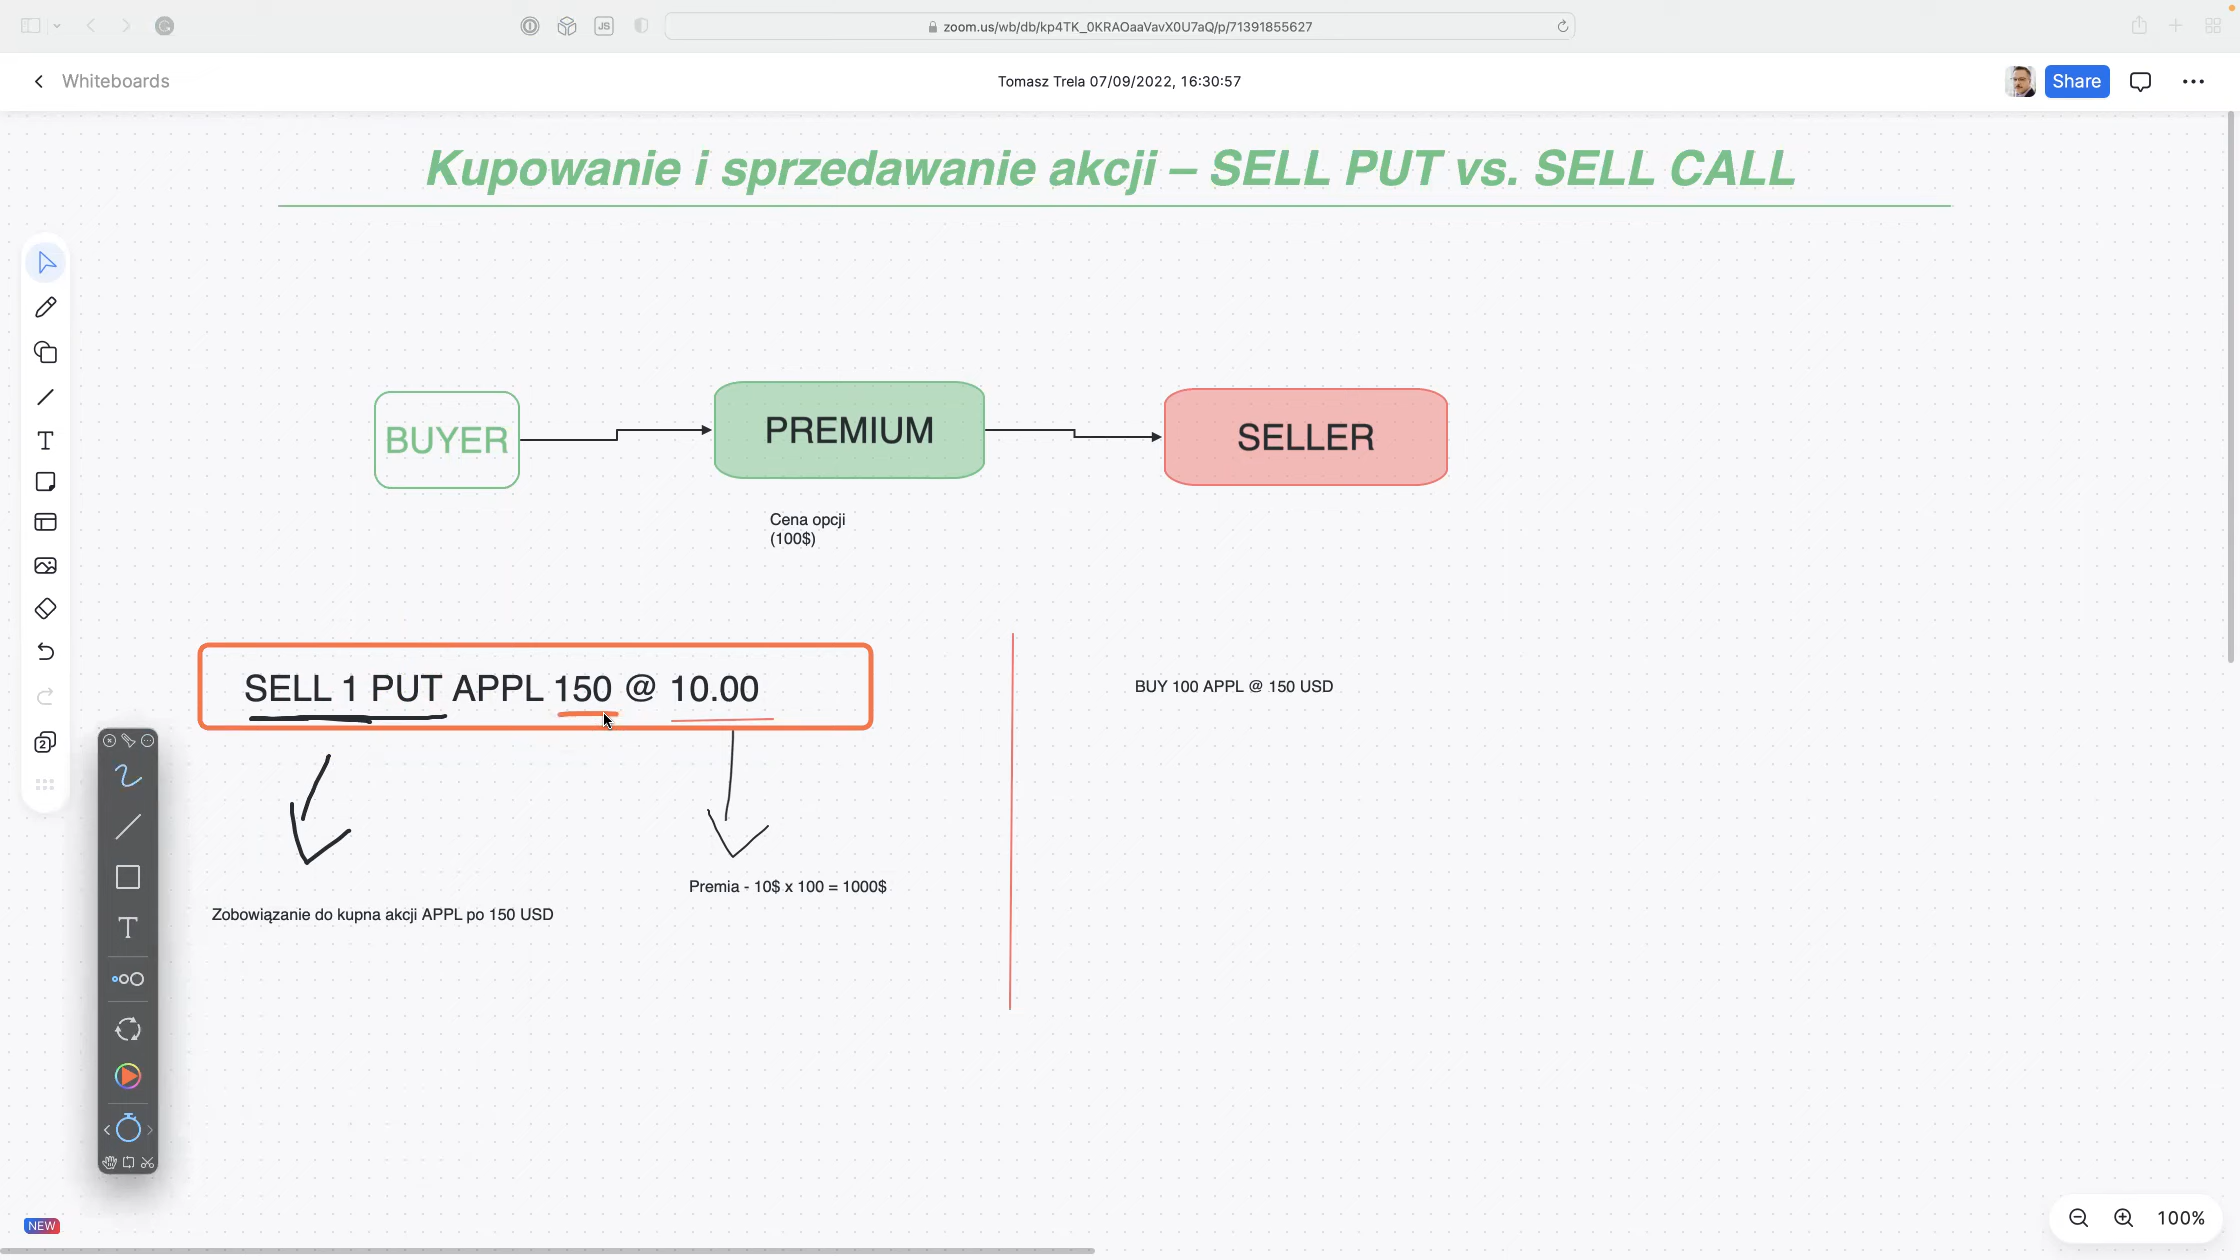 zoom.us/wb/db/kp4TK_0KRAOaaVavX0U7aQ/p/71391855627
JS
Whiteboards
Tomasz Trela 07/09/2022, 16:30:57
Share
Kupowanie i sprzedawanie akcji – SELL PUT vs. SELL CALL
BUYER
PREMIUM
SELLER
Cena opcji
(100$)
SELL 1 PUT APPL 150 @ 10.00
BUY 100 APPL @ 150 USD
2
T
Premia - 10$ x 100 = 1000$
Zobowiązanie do kupna akcji APPL po 150 USD
NEW
100%